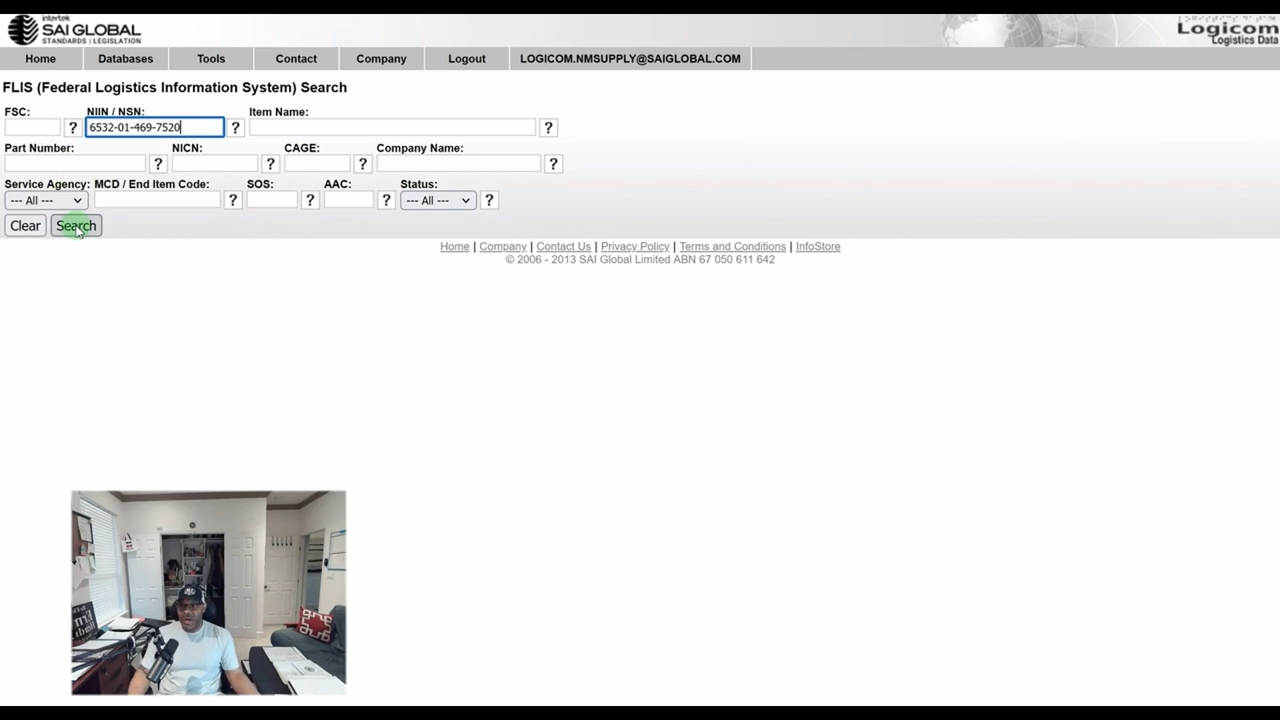 intertek
SAI GLOBAL
STANDARDS | LEGISLATION
Logicom
Logistics Data
Home Databases Tools Contact Company Logout LOGICOM.NMSUPPLY@SAIGLOBAL.COM
FLIS (Federal Logistics Information System) Search
FSC: NIIN / NSN: Item Name:
? 6532-01-469-7520 ? ?
Part Number: NICN: CAGE: Company Name:
? ? ? ?
Service Agency: MCD / End Item Code: SOS: AAC: Status:
--- All --- ? ? ? --- All --- ?
Clear Search
Home | Company | Contact Us | Privacy Policy | Terms and Conditions | InfoStore
© 2006 - 2013 SAI Global Limited ABN 67 050 611 642